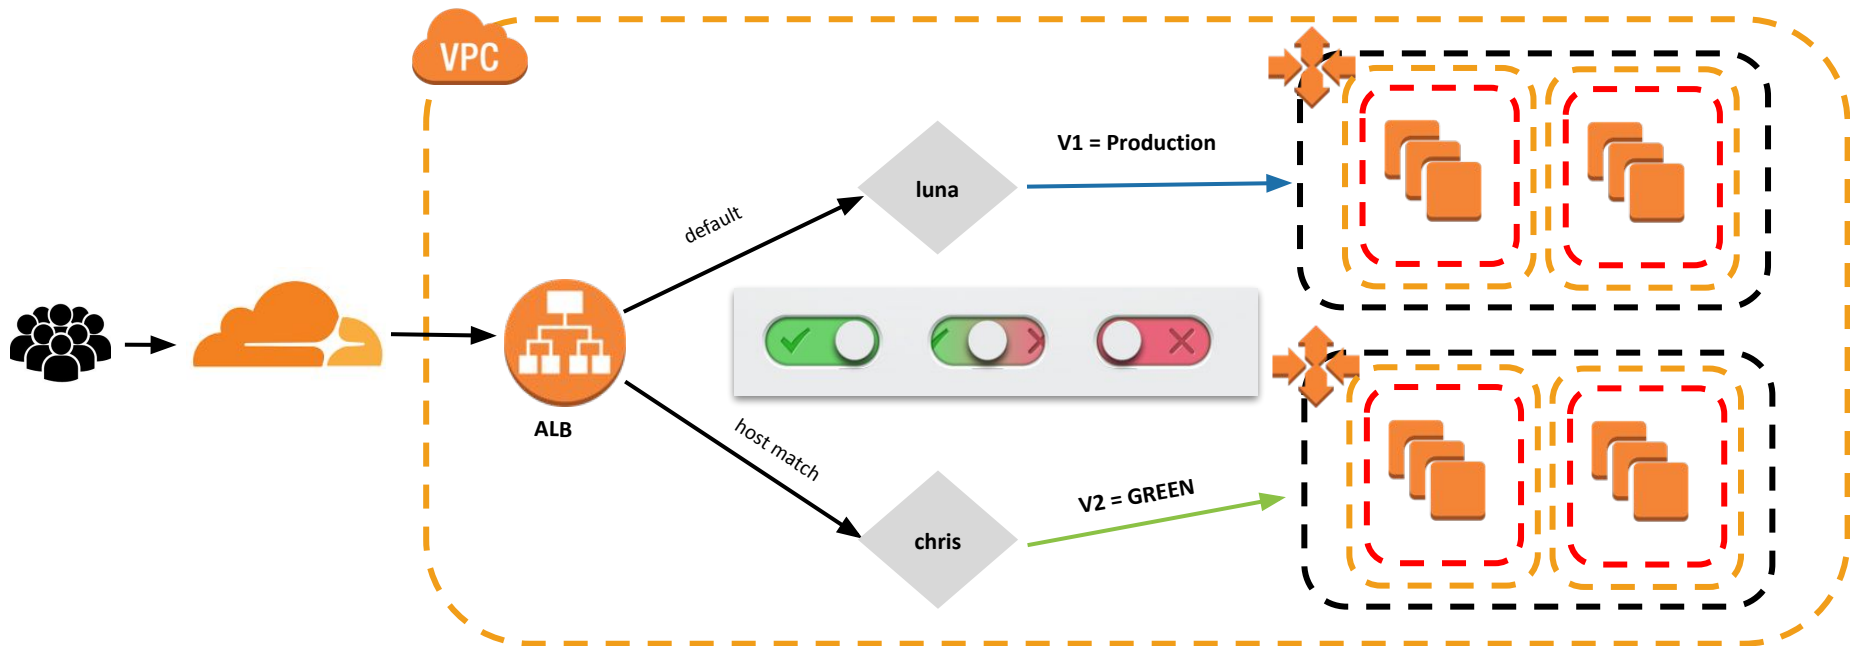 VPC
V1 = Production
luna
default
ALB
host match
V2 = GREEN
chris